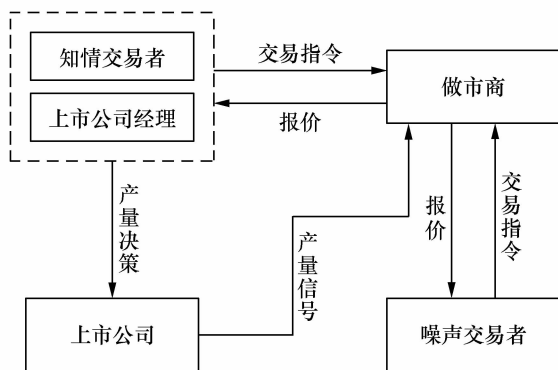 知情交易者
上市公司经理
交易指令
报价
做市商
产量决策
产量信号
报价
交易指令
上市公司
噪声交易者